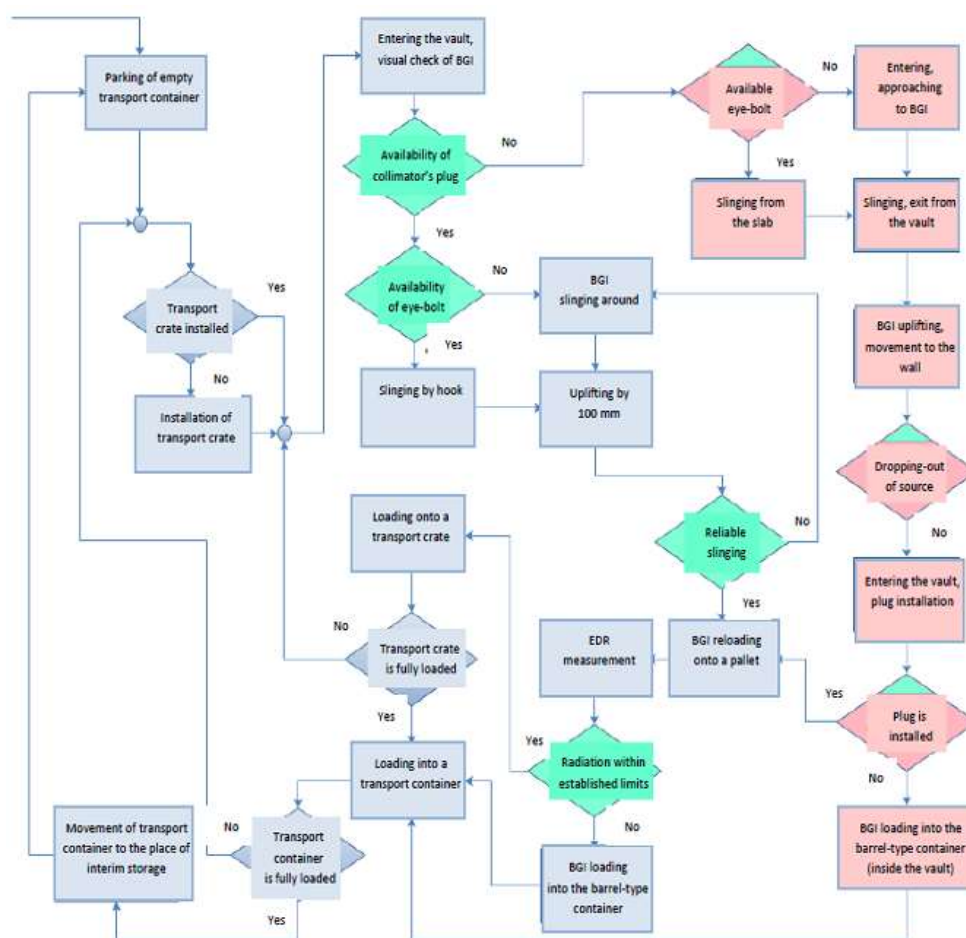 Parking of empty
transport container
Transport
crate installed
Yes
No
Installation of
transport crate
Entering the vault,
visual check of BGI
Availability of
collimator's plug
No
Yes
Availability
of eye-bolt
No
Yes
Slinging by hook
BGI
slinging around
Uplifting by
100 mm
Reliable
slinging
No
Yes
BGI reloading
onto a pallet
EDR
measurement
Radiation within
established limits
Yes
No
BGI loading
into the barrel-type
container
Loading onto a
transport crate
Transport crate
is fully loaded
No
Yes
Loading into a
transport container
Transport
container
is fully loaded
No
Yes
Movement of transport
container to the place of
interim storage
Available
eye-bolt
No
Yes
Slinging from
the slab
Entering,
approaching
to BGI
Slinging, exit from
the vault
BGI uplifting,
movement to the
wall
Dropping-out
of source
No
Entering the vault,
plug installation
Plug is
installed
Yes
No
BGI loading into the
barrel-type container
(inside the vault)